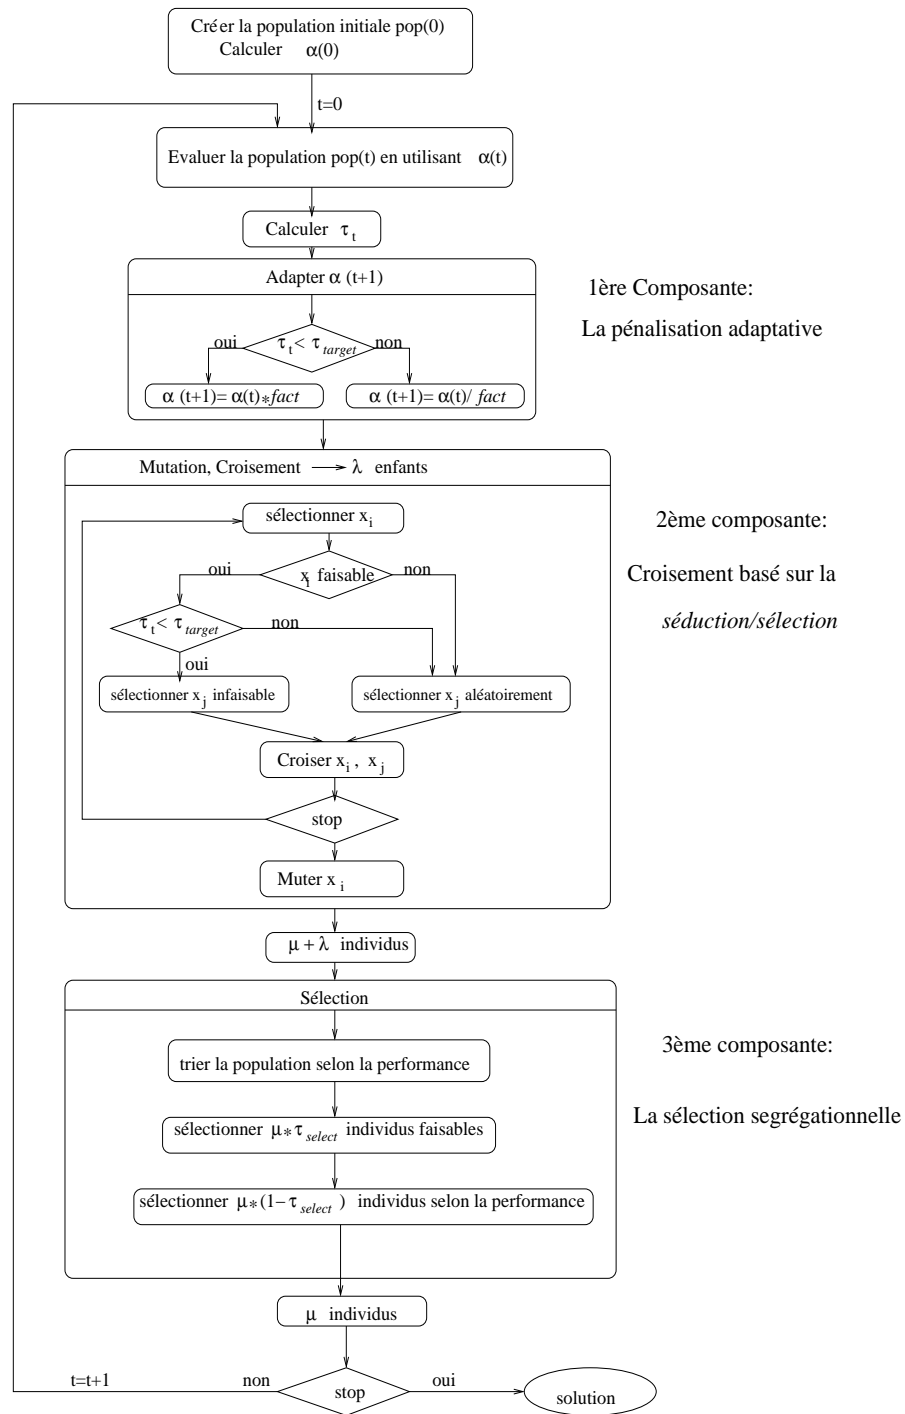 Créer la population initiale pop(0)
Calculer α(0)
t=0
Evaluer la population pop(t) en utilisant α(t)
Calculer τ_t
Adapter α (t+1)
1ère Composante:
La pénalisation adaptative
oui
τ_t < τ_target
non
α (t+1)= α(t)*fact
α (t+1)= α(t)/ fact
Mutation, Croisement → λ enfants
sélectionner x_i
2ème composante:
oui
x_i faisable
non
Croisement basé sur la
séduction/sélection
τ_t < τ_target
non
oui
sélectionner x_j infaisable
sélectionner x_j aléatoirement
Croiser x_i , x_j
stop
Muter x_i
μ + λ individus
Sélection
3ème composante:
trier la population selon la performance
La sélection segrégationnelle
sélectionner μ*τ_select individus faisables
sélectionner μ*(1−τ_select) individus selon la performance
μ individus
t=t+1
non
stop
oui
solution